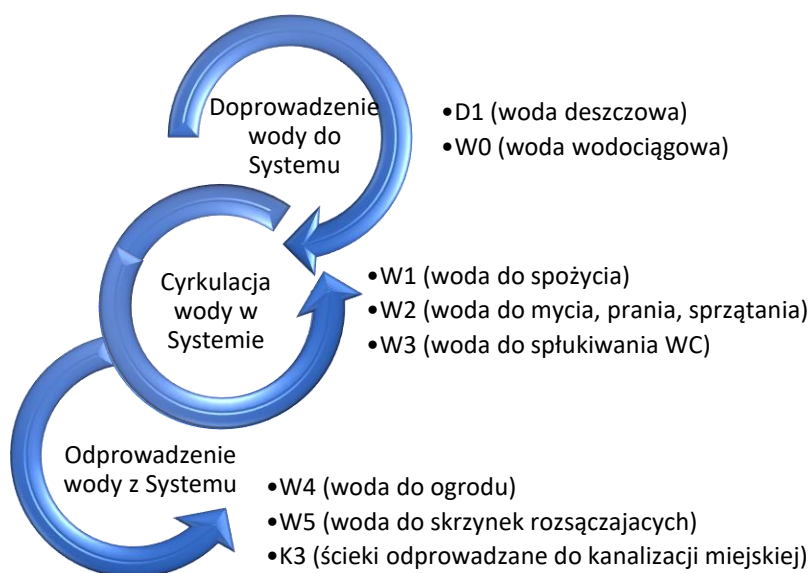 Doprowadzenie
wody do
Systemu
•D1 (woda deszczowa)
•W0 (woda wodociągowa)
Cyrkulacja
wody w
Systemie
•W1 (woda do spożycia)
•W2 (woda do mycia, prania, sprzątania)
•W3 (woda do spłukiwania WC)
Odprowadzenie
wody z Systemu
•W4 (woda do ogrodu)
•W5 (woda do skrzynek rozsączajacych)
•K3 (ścieki odprowadzane do kanalizacji miejskiej)